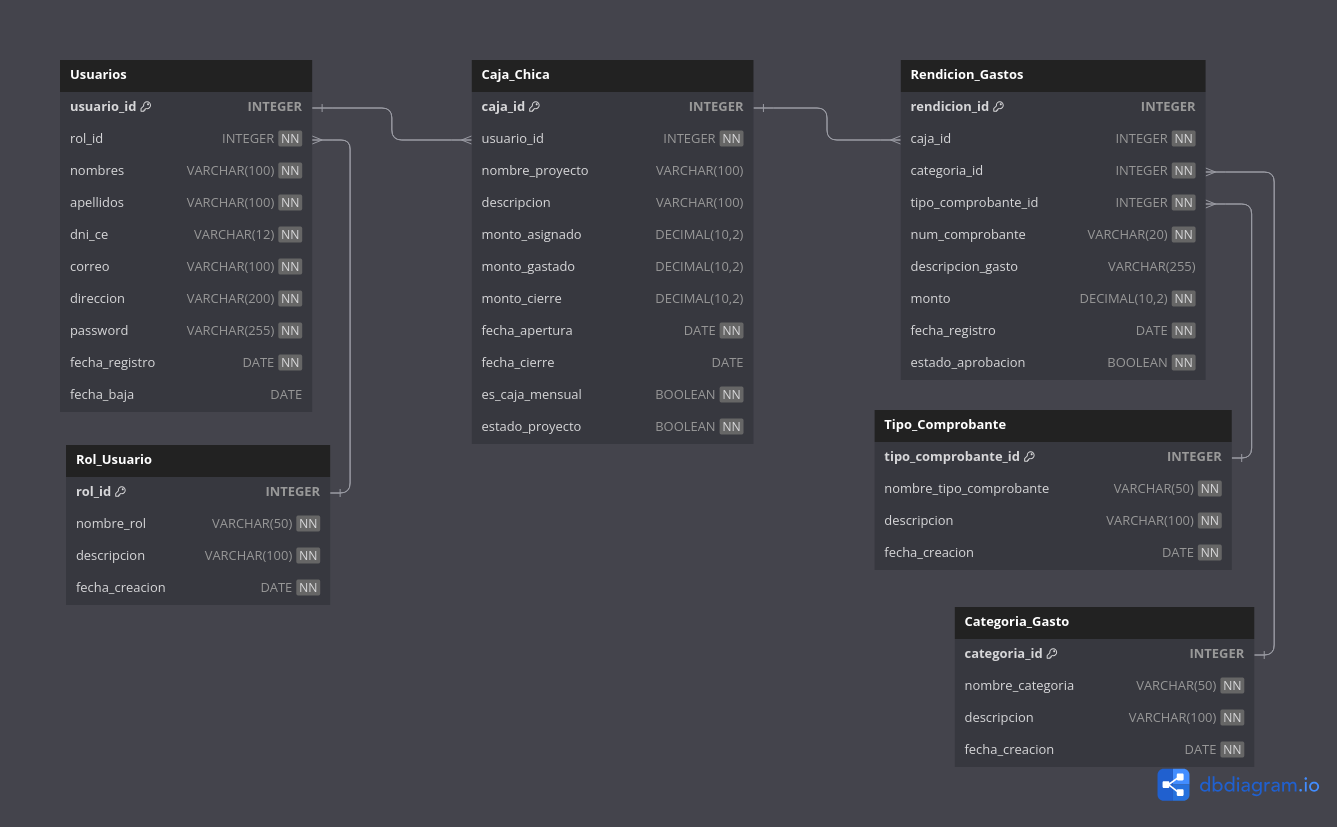 Usuarios
usuario_id INTEGER
rol_id INTEGER NN
nombres VARCHAR(100) NN
apellidos VARCHAR(100) NN
dni_ce VARCHAR(12) NN
correo VARCHAR(100) NN
direccion VARCHAR(200) NN
password VARCHAR(255) NN
fecha_registro DATE NN
fecha_baja DATE
Rol_Usuario
rol_id INTEGER
nombre_rol VARCHAR(50) NN
descripcion VARCHAR(100) NN
fecha_creacion DATE NN
Caja_Chica
caja_id INTEGER
usuario_id INTEGER NN
nombre_proyecto VARCHAR(100)
descripcion VARCHAR(100)
monto_asignado DECIMAL(10,2)
monto_gastado DECIMAL(10,2)
monto_cierre DECIMAL(10,2)
fecha_apertura DATE NN
fecha_cierre DATE
es_caja_mensual BOOLEAN NN
estado_proyecto BOOLEAN NN
Rendicion_Gastos
rendicion_id INTEGER
caja_id INTEGER NN
categoria_id INTEGER NN
tipo_comprobante_id INTEGER NN
num_comprobante VARCHAR(20) NN
descripcion_gasto VARCHAR(255)
monto DECIMAL(10,2) NN
fecha_registro DATE NN
estado_aprobacion BOOLEAN NN
Tipo_Comprobante
tipo_comprobante_id INTEGER
nombre_tipo_comprobante VARCHAR(50) NN
descripcion VARCHAR(100) NN
fecha_creacion DATE NN
Categoria_Gasto
categoria_id INTEGER
nombre_categoria VARCHAR(50) NN
descripcion VARCHAR(100) NN
fecha_creacion DATE NN
dbdiagram.io